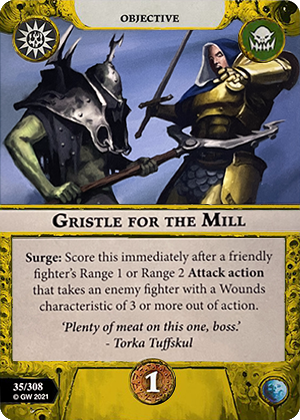 OBJECTIVE
GRISTLE FOR THE MILL
Surge: Score this immediately after a friendly
fighter's Range 1 or Range 2 Attack action
that takes an enemy fighter with a Wounds
characteristic of 3 or more out of action.
'Plenty of meat on this one, boss.'
- Torka Tuffskul
35/308
© GW 2021
1